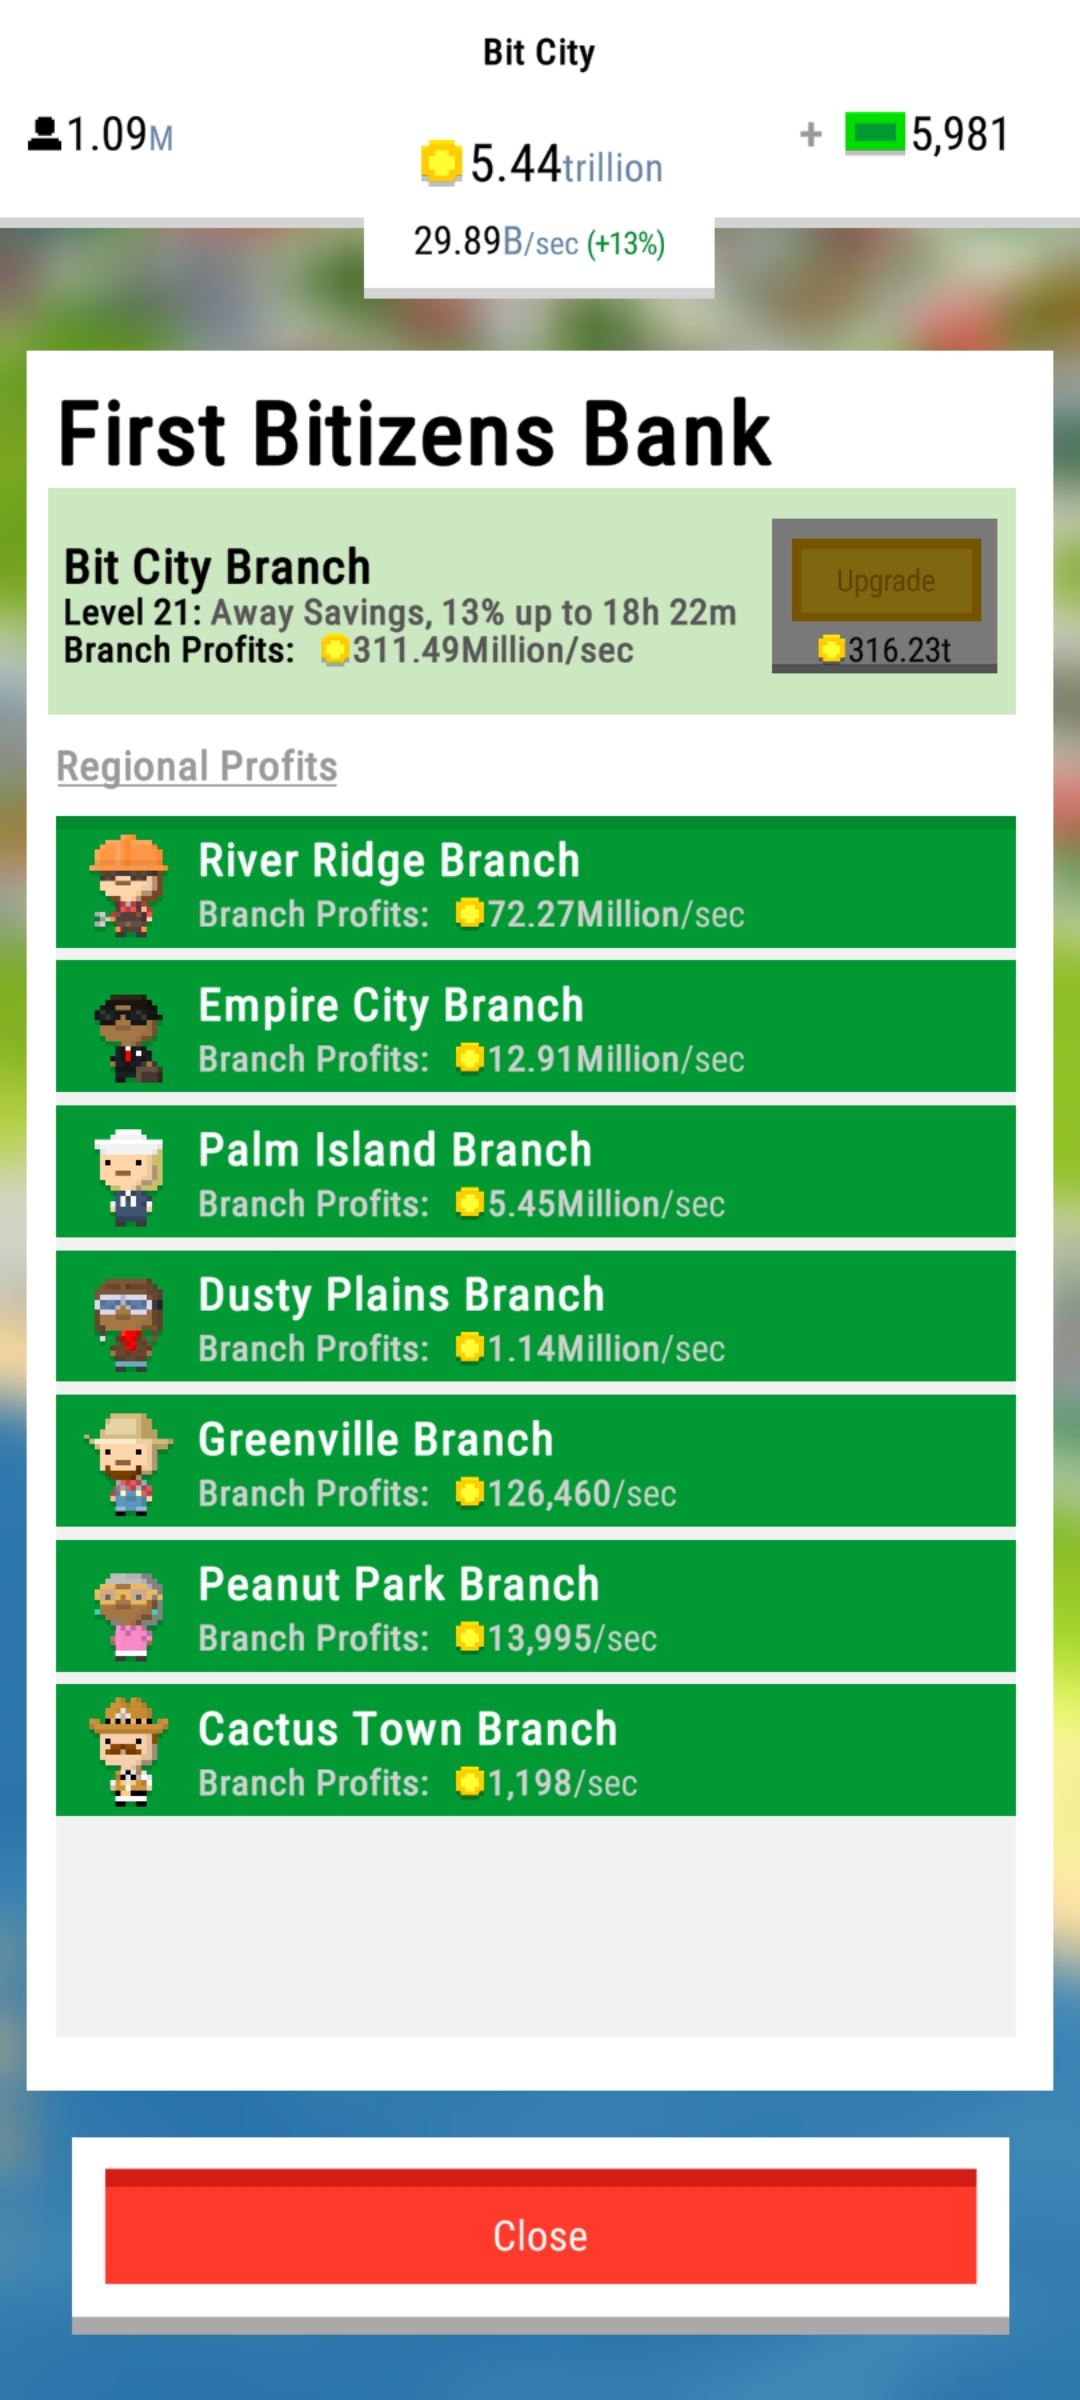 Bit City
1.09M
5.44trillion
+ 5,981
29.89B/sec (+13%)
First Bitizens Bank
Bit City Branch
Level 21: Away Savings, 13% up to 18h 22m
Branch Profits: 311.49Million/sec
Upgrade
316.23t
Regional Profits
River Ridge Branch
Branch Profits: 72.27Million/sec
Empire City Branch
Branch Profits: 12.91Million/sec
Palm Island Branch
Branch Profits: 5.45Million/sec
Dusty Plains Branch
Branch Profits: 1.14Million/sec
Greenville Branch
Branch Profits: 126,460/sec
Peanut Park Branch
Branch Profits: 13,995/sec
Cactus Town Branch
Branch Profits: 1,198/sec
Close